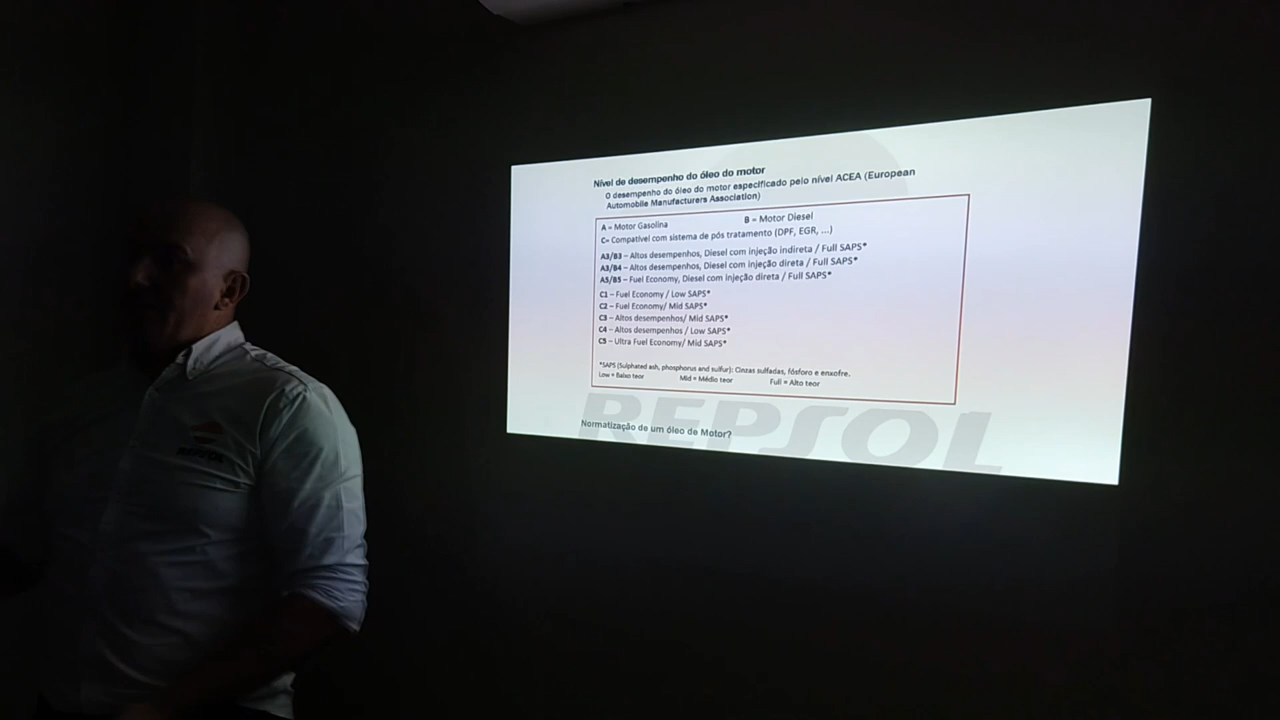 Nível de desempenho do óleo do motor
O desempenho do óleo do motor especificado pelo nível ACEA (European
Automobile Manufacturers Association)
A = Motor Gasolina B = Motor Diesel
C= Compatível com sistema de pós tratamento (DPF, EGR, ...)
A3/B3 – Altos desempenhos, Diesel com injeção indireta / Full SAPS*
A3/B4 – Altos desempenhos, Diesel com injeção direta / Full SAPS*
A5/B5 – Fuel Economy, Diesel com injeção direta / Full SAPS*
C1 – Fuel Economy / Low SAPS*
C2 – Fuel Economy/ Mid SAPS*
C3 – Altos desempenhos/ Mid SAPS*
C4 – Altos desempenhos / Low SAPS*
C5 – Ultra Fuel Economy/ Mid SAPS*
*SAPS (Sulphated ash, phosphorus and sulfur): Cinzas sulfadas, fósforo e enxofre.
Low = Baixo teor Mid = Médio teor Full = Alto teor
REPSOL
Normatização de um óleo de Motor?
REPSOL